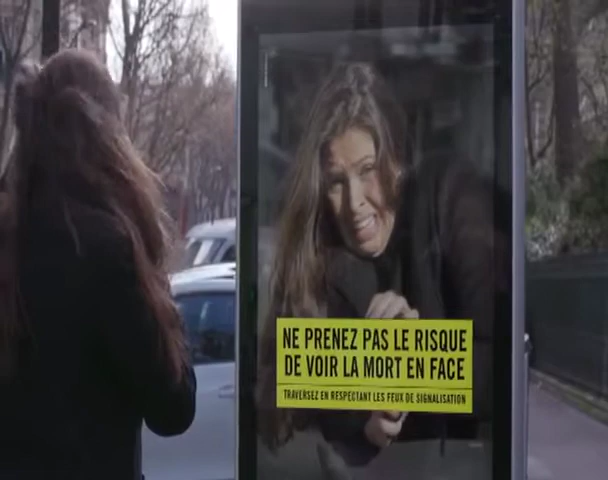 NE PRENEZ PAS LE RISQUE
DE VOIR LA MORT EN FACE
TRAVERSEZ EN RESPECTANT LES FEUX DE SIGNALISATION